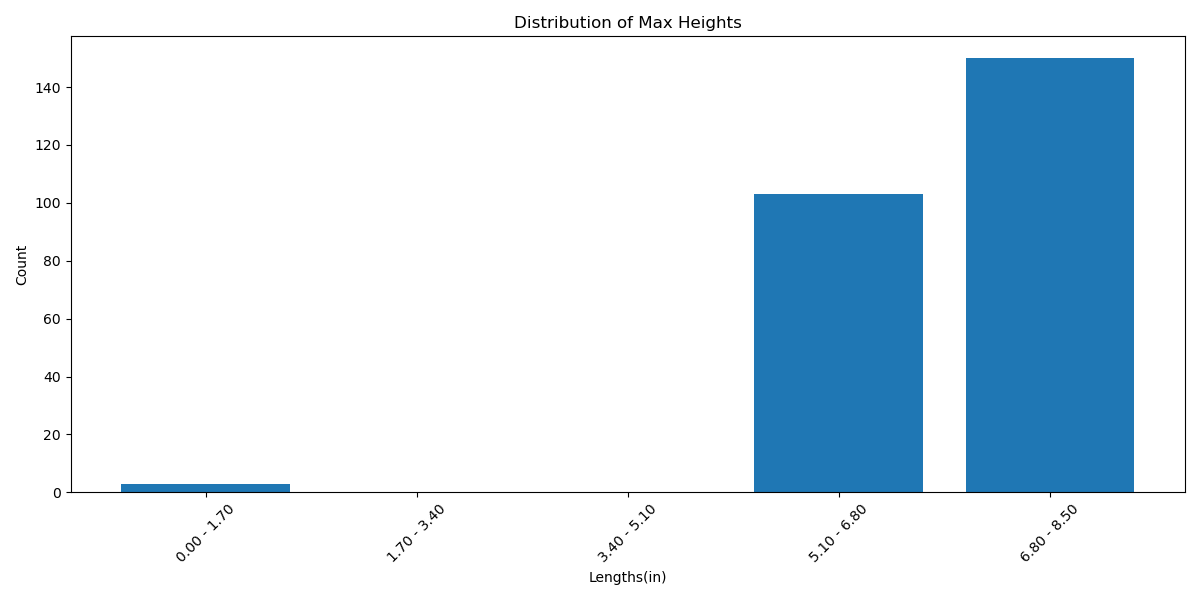 Distribution of Max Heights
Count
140
120
100
80
60
40
20
0
0.00 - 1.70
1.70 - 3.40
3.40 - 5.10
5.10 - 6.80
6.80 - 8.50
Lengths(in)